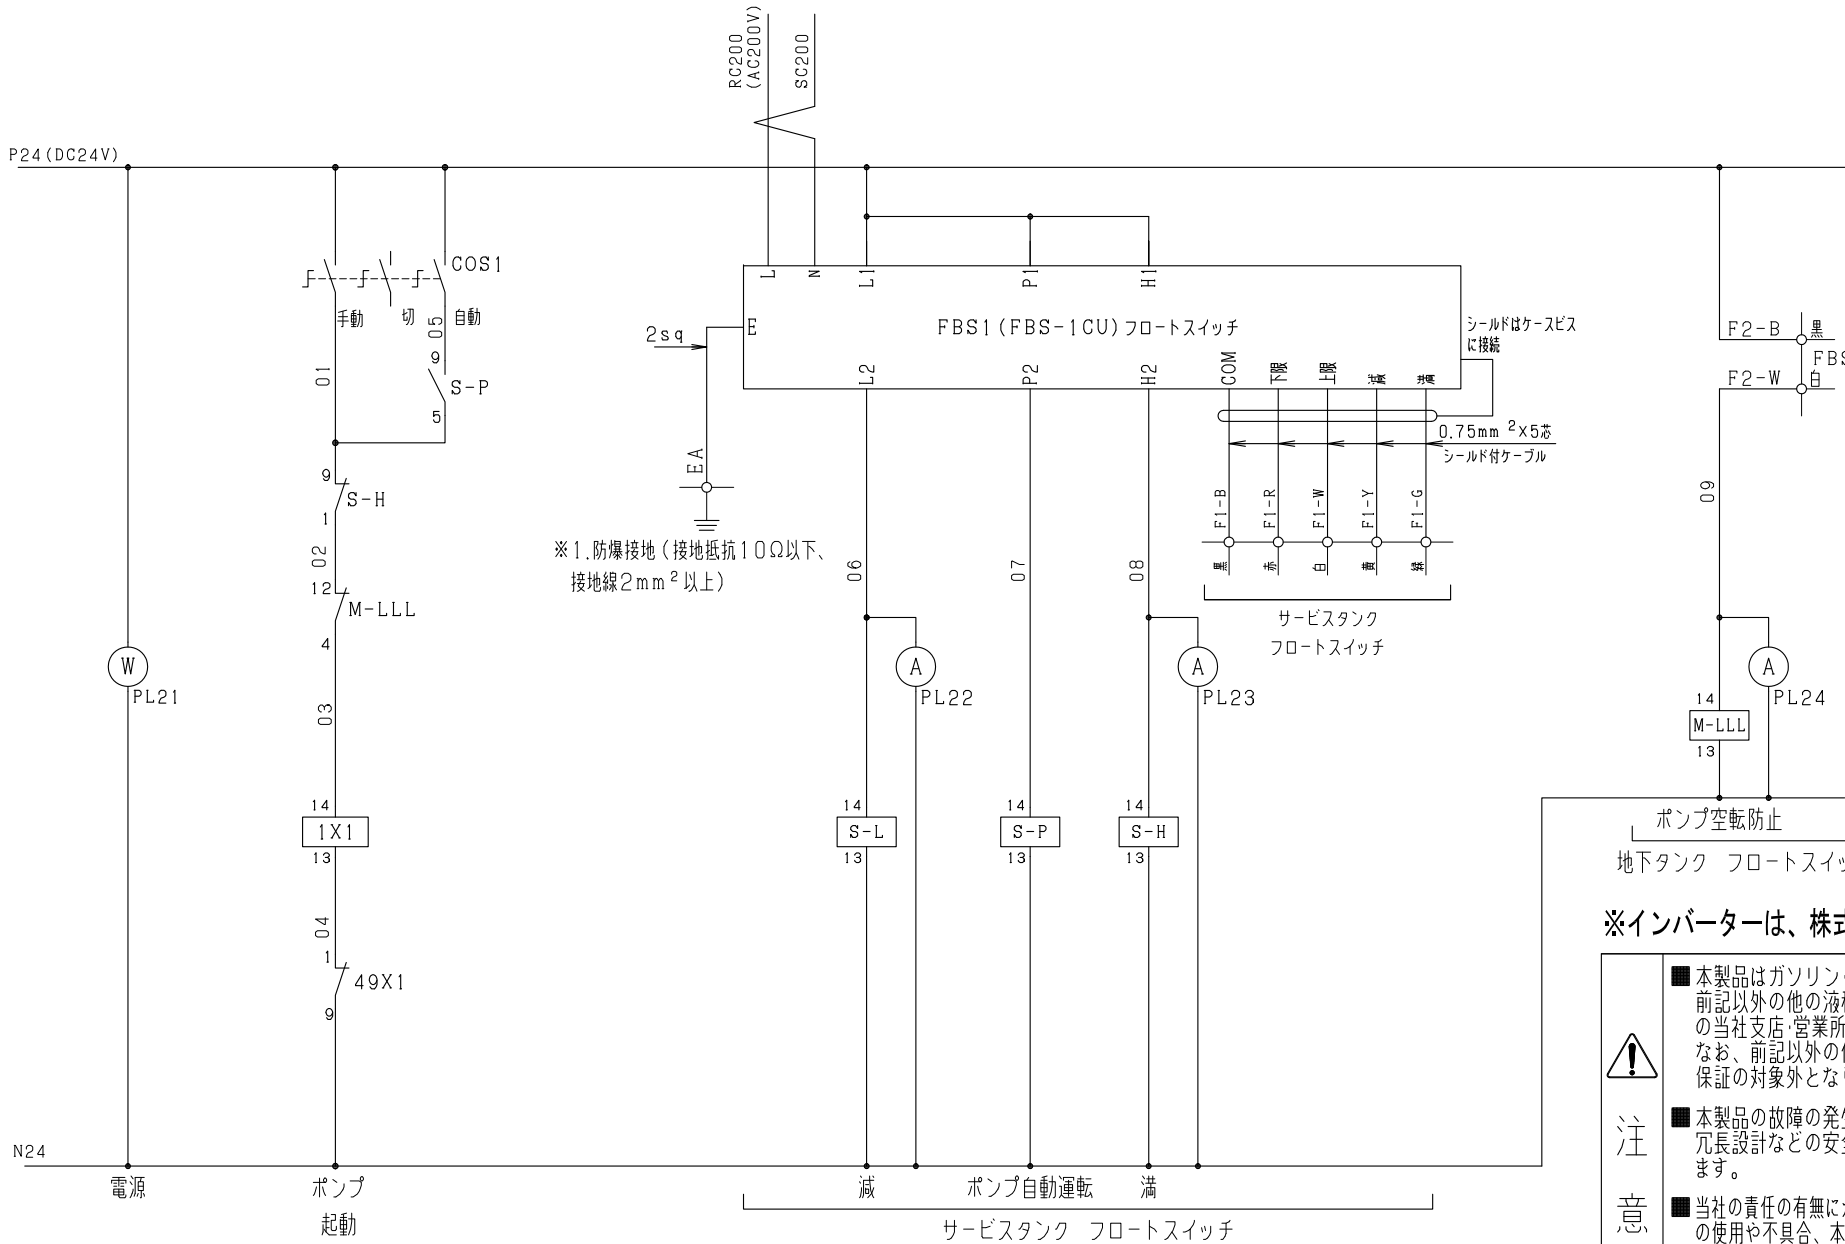 RC200
(AC200V)
SC200
P24(DC24V)
COS1
手動
切
自動
05
01
9
S-P
5
9
S-H
1
02
12
M-LLL
4
03
W
PL21
14
1X1
13
04
1
49X1
9
N24
電源
ポンプ
起動
L
N
L1
P1
H1
E
FBS1(FBS-1CU)フロートスイッチ
L2
P2
H2
COM
下限
上限
減
満
2sq
EA
※1.防爆接地(接地抵抗10Ω以下、
接地線2mm²以上)
シールドはケースビス
に接続
0.75mm²×5芯
シールド付ケーブル
F1-B
F1-R
F1-W
F1-Y
F1-G
黒
赤
白
黄
緑
サービスタンク
フロートスイッチ
06
07
08
A
PL22
A
PL23
14
S-L
13
14
S-P
13
14
S-H
13
減
ポンプ自動運転
満
サービスタンク フロートスイッチ
F2-B
黒
FBS
F2-W
白
09
A
PL24
14
M-LLL
13
ポンプ空転防止
地下タンク フロートスイッ
※インバーターは、株式
注
意
■本製品はガソリン
前記以外の他の液
の当社支店・営業所
なお、前記以外の
保証の対象外とな
■本製品の故障の発生
冗長設計などの安全
ます。
■当社の責任の有無に
の使用や不具合、本